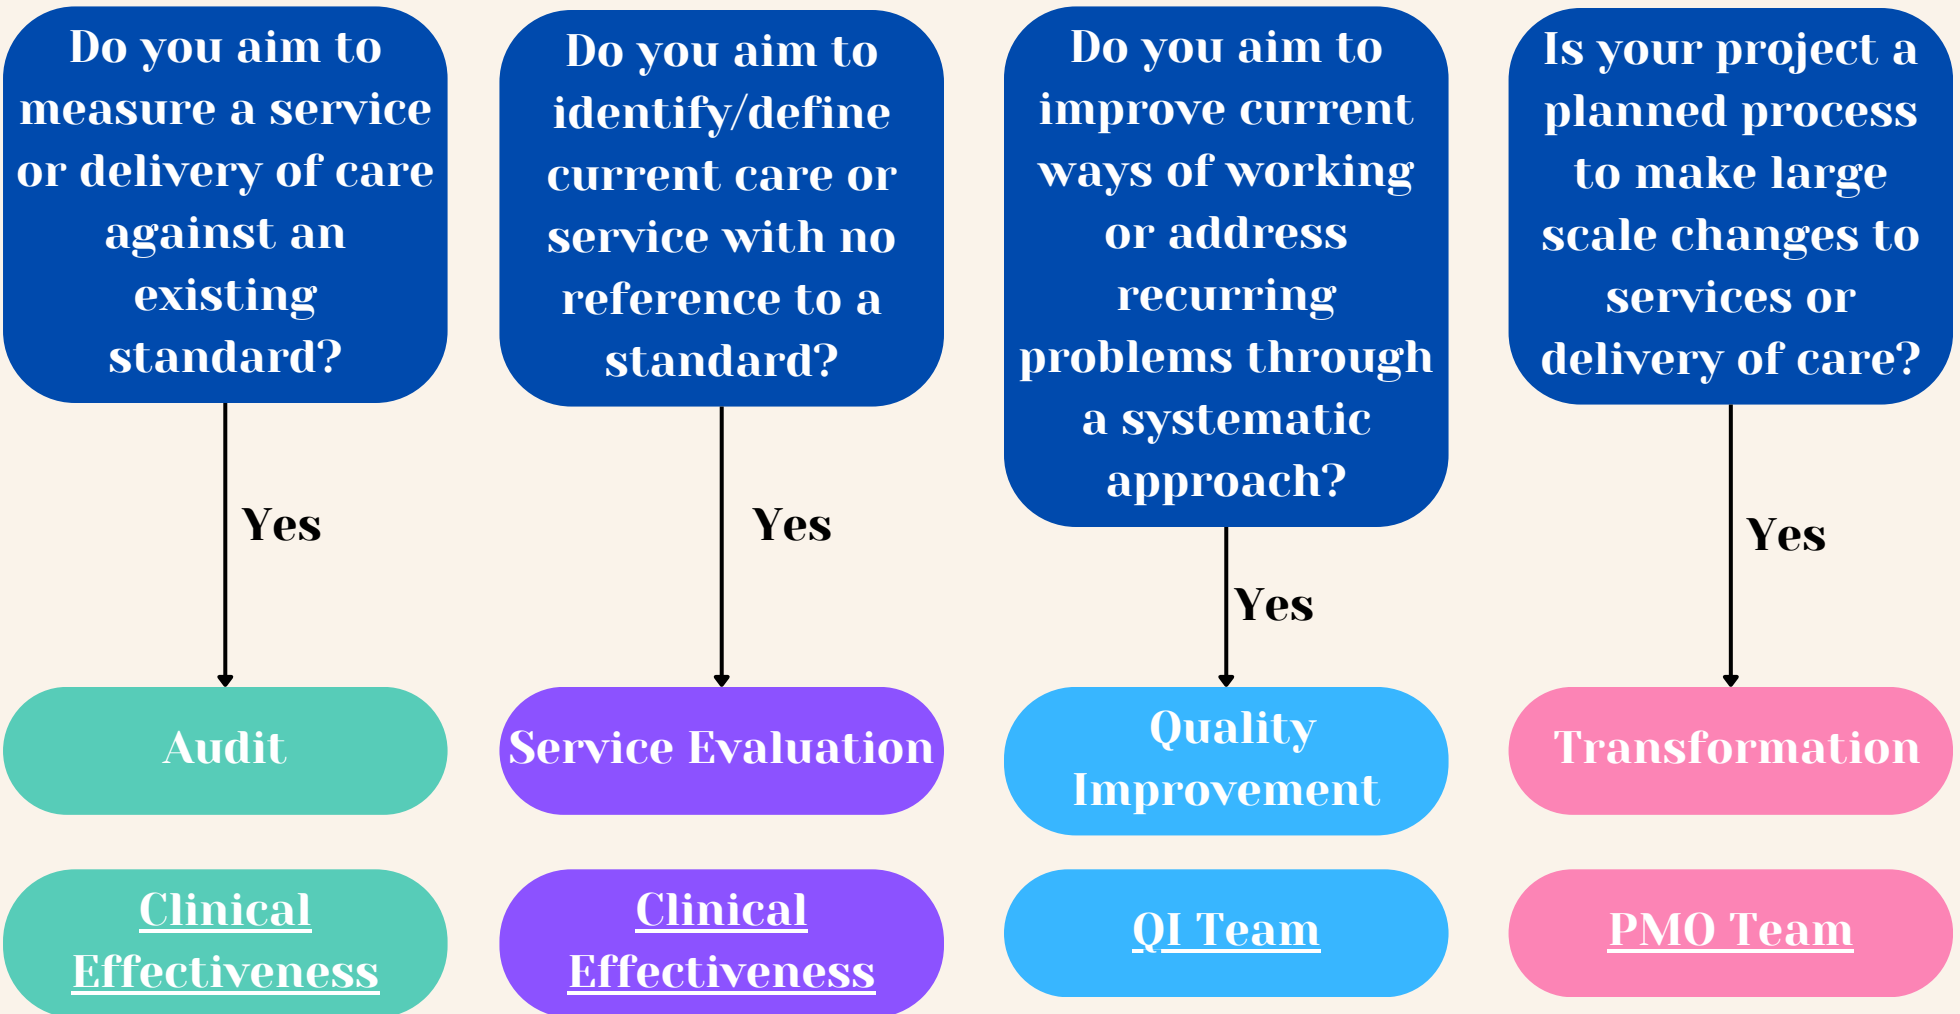 Do you aim to
measure a service
or delivery of care
against an
existing
standard?
Yes
Audit
Clinical
Effectiveness
Do you aim to
identify/define
current care or
service with no
reference to a
standard?
Yes
Service Evaluation
Clinical
Effectiveness
Do you aim to
improve current
ways of working
or address
recurring
problems through
a systematic
approach?
Yes
Quality
Improvement
QI Team
Is your project a
planned process
to make large
scale changes to
services or
delivery of care?
Yes
Transformation
PMO Team